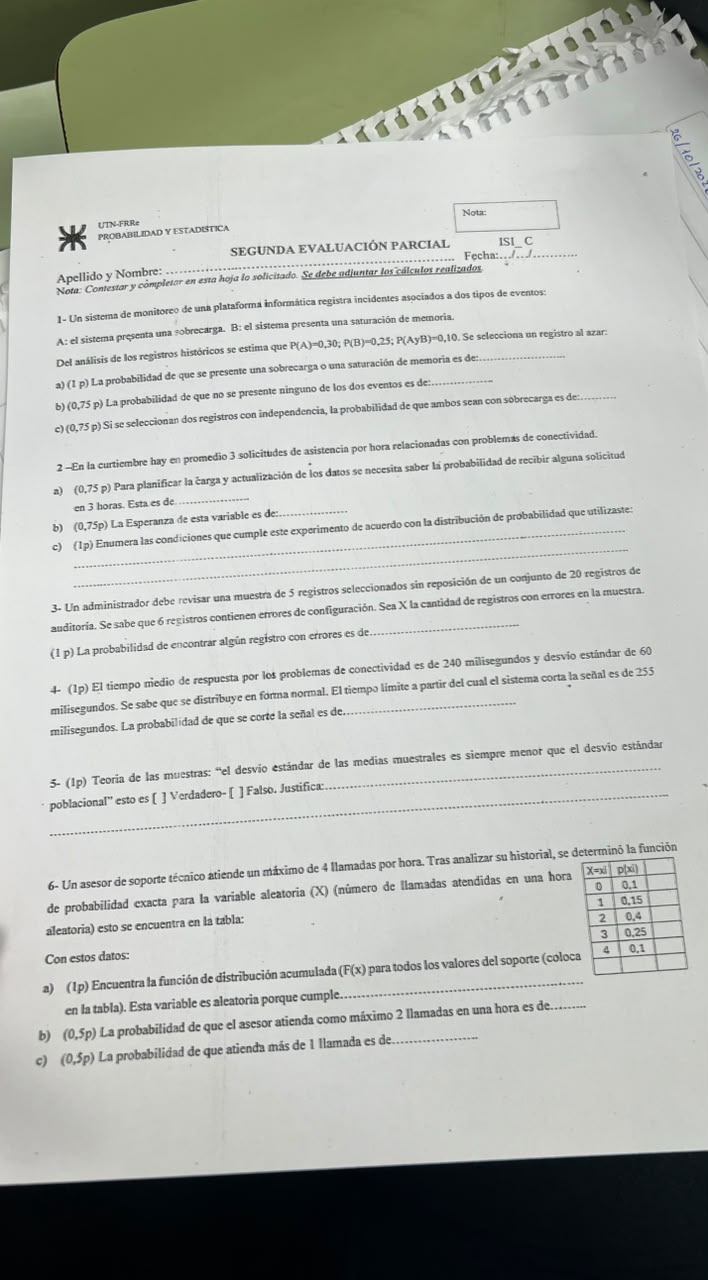 26/10/202
UTN-FRRe
PROBABILIDAD Y ESTADÍSTICA
Nota:
SEGUNDA EVALUACIÓN PARCIAL
ISI_ C
Apellido y Nombre: ........................................ Fecha:.../.../............
Nota: Contestar y completar en esta hoja lo solicitado. Se debe adjuntar los cálculos realizados.
1- Un sistema de monitoreo de una plataforma informática registra incidentes asociados a dos tipos de eventos:
A: el sistema presenta una sobrecarga. B: el sistema presenta una saturación de memoria.
Del análisis de los registros históricos se estima que P(A)=0,30; P(B)=0,25; P(AyB)=0,10. Se selecciona un registro al azar:
a) (1 p) La probabilidad de que se presente una sobrecarga o una saturación de memoria es de:......................
b) (0,75 p) La probabilidad de que no se presente ninguno de los dos eventos es de:................
c) (0,75 p) Si se seleccionan dos registros con independencia, la probabilidad de que ambos sean con sobrecarga es de:..........
2 –En la curtiembre hay en promedio 3 solicitudes de asistencia por hora relacionadas con problemas de conectividad.
a) (0,75 p) Para planificar la carga y actualización de los datos se necesita saber la probabilidad de recibir alguna solicitud
en 3 horas. Esta es de....................
b) (0,75p) La Esperanza de esta variable es de:..................
c) (1p) Enumera las condiciones que cumple este experimento de acuerdo con la distribución de probabilidad que utilizaste:
3- Un administrador debe revisar una muestra de 5 registros seleccionados sin reposición de un conjunto de 20 registros de
auditoría. Se sabe que 6 registros contienen errores de configuración. Sea X la cantidad de registros con errores en la muestra.
(1 p) La probabilidad de encontrar algún registro con errores es de........................................
4- (1p) El tiempo medio de respuesta por los problemas de conectividad es de 240 milisegundos y desvío estándar de 60
milisegundos. Se sabe que se distribuye en forma normal. El tiempo límite a partir del cual el sistema corta la señal es de 255
milisegundos. La probabilidad de que se corte la señal es de........................................
5- (1p) Teoría de las muestras: “el desvío estándar de las medias muestrales es siempre menor que el desvío estándar
poblacional” esto es [ ] Verdadero- [ ] Falso. Justifica:............................................................
6- Un asesor de soporte técnico atiende un máximo de 4 llamadas por hora. Tras analizar su historial, se determinó la función
de probabilidad exacta para la variable aleatoria (X) (número de llamadas atendidas en una hora
aleatoria) esto se encuentra en la tabla:
X=xi p(xi)
0 0,1
1 0,15
2 0,4
3 0,25
4 0,1
Con estos datos:
a) (1p) Encuentra la función de distribución acumulada (F(x) para todos los valores del soporte (coloca
en la tabla). Esta variable es aleatoria porque cumple............................................................
b) (0,5p) La probabilidad de que el asesor atienda como máximo 2 llamadas en una hora es de..........
c) (0,5p) La probabilidad de que atienda más de 1 llamada es de......................